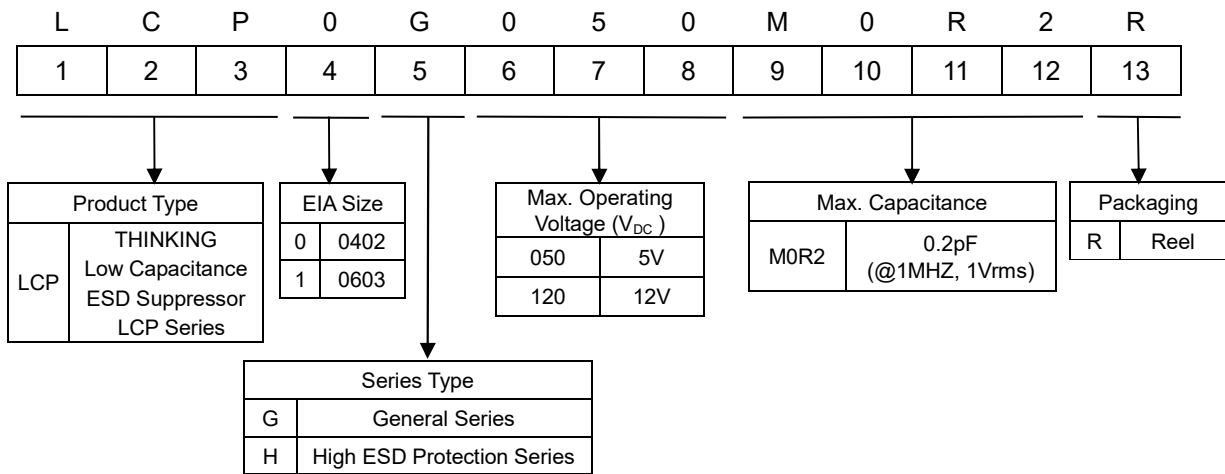 L C P 0 G 0 5 0 M 0 R 2 R
1 2 3 4 5 6 7 8 9 10 11 12 13
Product Type
LCP
THINKING
Low Capacitance
ESD Suppressor
LCP Series
EIA Size
0 0402
1 0603
Max. Operating
Voltage (VDC )
050 5V
120 12V
Max. Capacitance
M0R2
0.2pF
(@1MHZ, 1Vrms)
Packaging
R Reel
Series Type
G General Series
H High ESD Protection Series